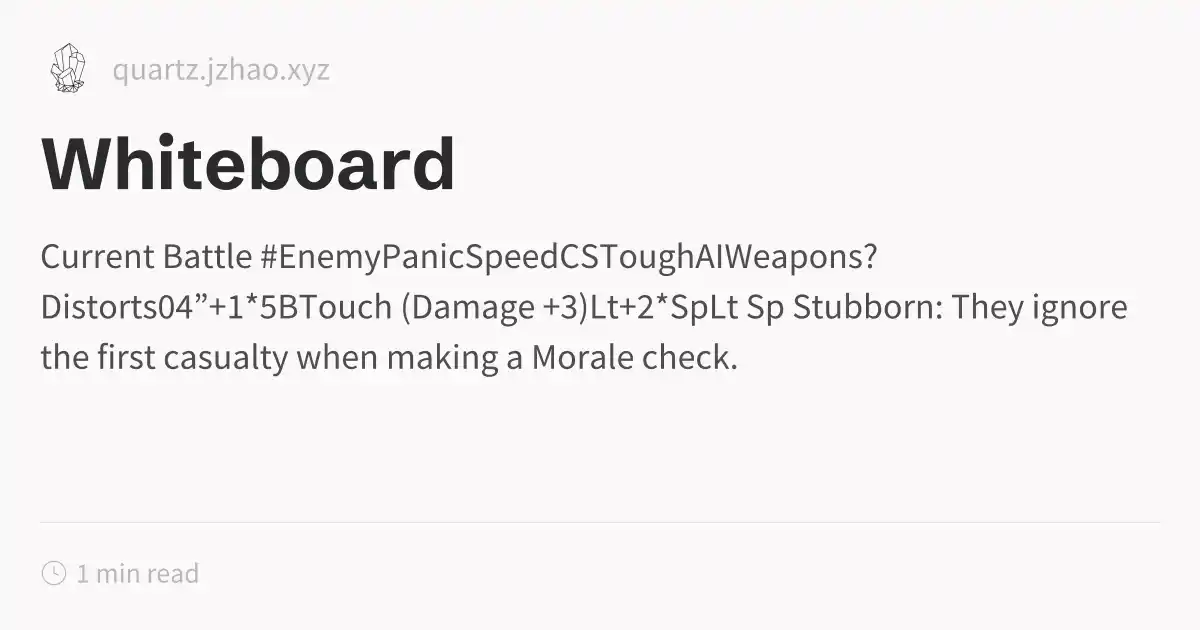 quartz.jzhao.xyz
Whiteboard
Current Battle #EnemyPanicSpeedCSToughAIWeapons?
Distorts04”+1*5BTouch (Damage +3)Lt+2*SpLt Sp Stubborn: They ignore
the first casualty when making a Morale check.
1 min read